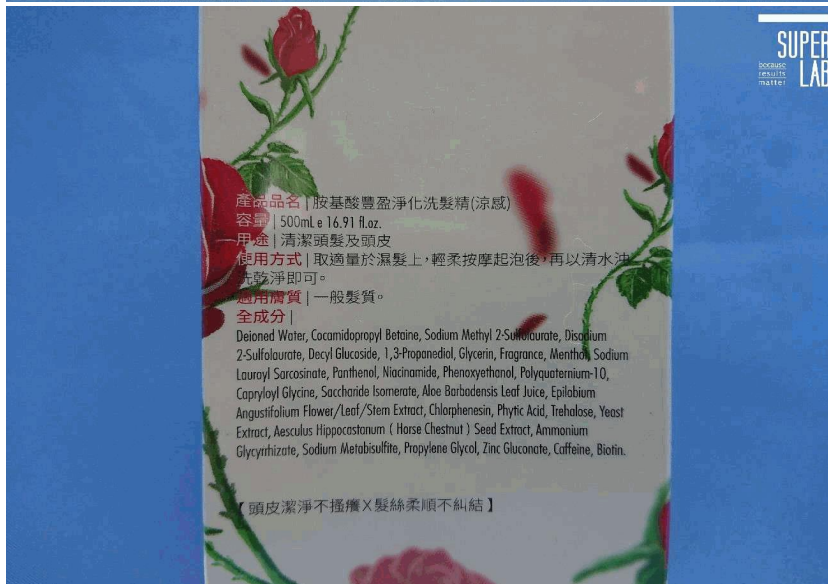 SUPER
LAB
because
results
matter
產品品名 | 胺基酸豐盈淨化洗髮精(涼感)
容量 | 500mL e 16.91 fl.oz.
用途 | 清潔頭髮及頭皮
使用方式 | 取適量於濕髮上,輕柔按摩起泡後,再以清水沖
洗乾淨即可。
適用膚質 | 一般髮質。
全成分 |
Deioned Water, Cocamidopropyl Betaine, Sodium Methyl 2-Sulfolaurate, Disodium
2-Sulfolaurate, Decyl Glucoside, 1,3-Propanediol, Glycerin, Fragrance, Menthol, Sodium
Lauroyl Sarcosinate, Panthenol, Niacinamide, Phenoxyethanol, Polyquaternium-10,
Capryloyl Glycine, Saccharide Isomerate, Aloe Barbadensis Leaf Juice, Epilobium
Angustifolium Flower/Leaf/Stem Extract, Chlorphenesin, Phytic Acid, Trehalose, Yeast
Extract, Aesculus Hippocastanum ( Horse Chestnut ) Seed Extract, Ammonium
Glycyrrhizate, Sodium Metabisulfite, Propylene Glycol, Zinc Gluconate, Caffeine, Biotin.
【 頭皮潔淨不搔癢X髮絲柔順不糾結 】